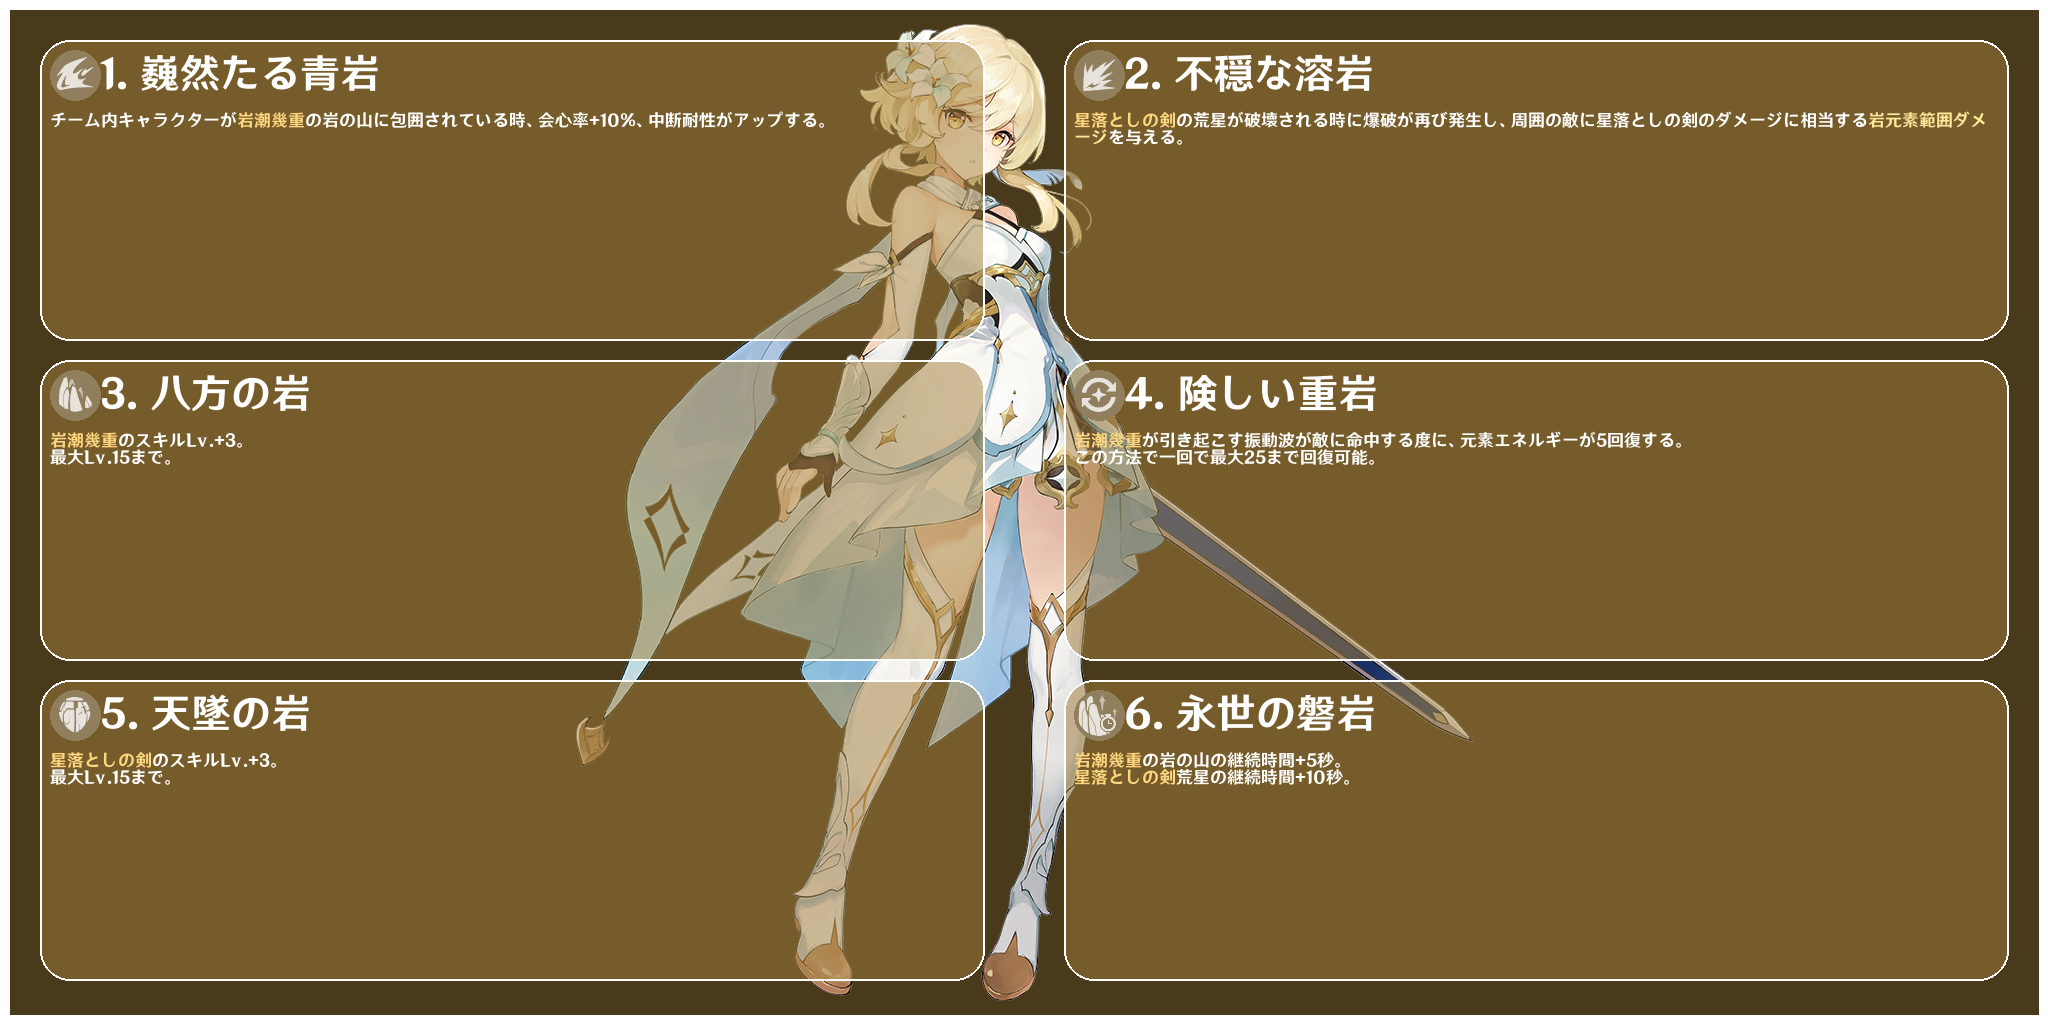 1. 巍然たる青岩
チーム内キャラクターが岩潮幾重の岩の山に包囲されている時、会心率+10%、中断耐性がアップする。
2. 不穏な溶岩
星落としの剣の荒星が破壊される時に爆破が再び発生し、周囲の敵に星落としの剣のダメージに相当する岩元素範囲ダメ
ージを与える。
3. 八方の岩
岩潮幾重のスキルLv.+3。
最大Lv.15まで。
4. 険しい重岩
岩潮幾重が引き起こす振動波が敵に命中する度に、元素エネルギーが5回復する。
この方法で一回で最大25まで回復可能。
5. 天墜の岩
星落としの剣のスキルLv.+3。
最大Lv.15まで。
6. 永世の磐岩
岩潮幾重の岩の山の継続時間+5秒。
星落としの剣荒星の継続時間+10秒。